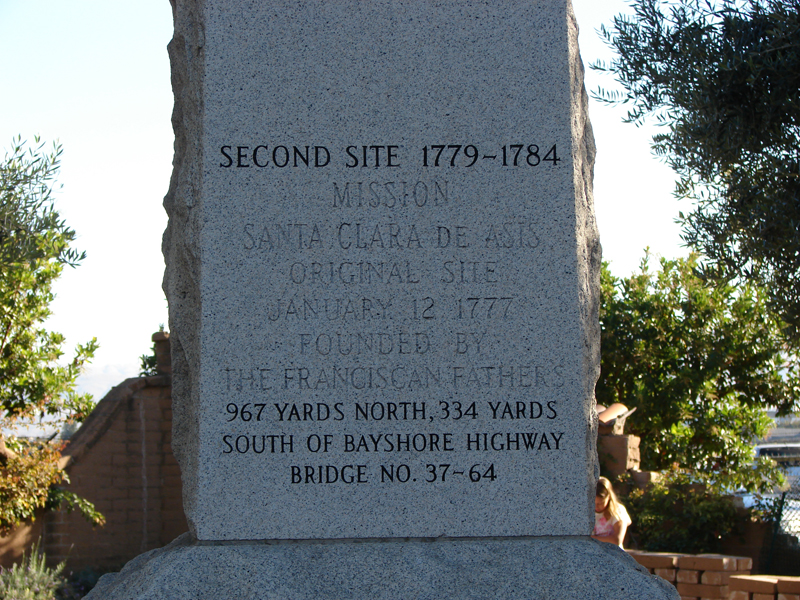 SECOND SITE 1779-1784
MISSION
SANTA CLARA DE ASIS
ORIGINAL SITE
JANUARY 12 1777
FOUNDED BY
THE FRANCISCAN FATHERS
967 YARDS NORTH, 334 YARDS
SOUTH OF BAYSHORE HIGHWAY
BRIDGE NO. 37-64